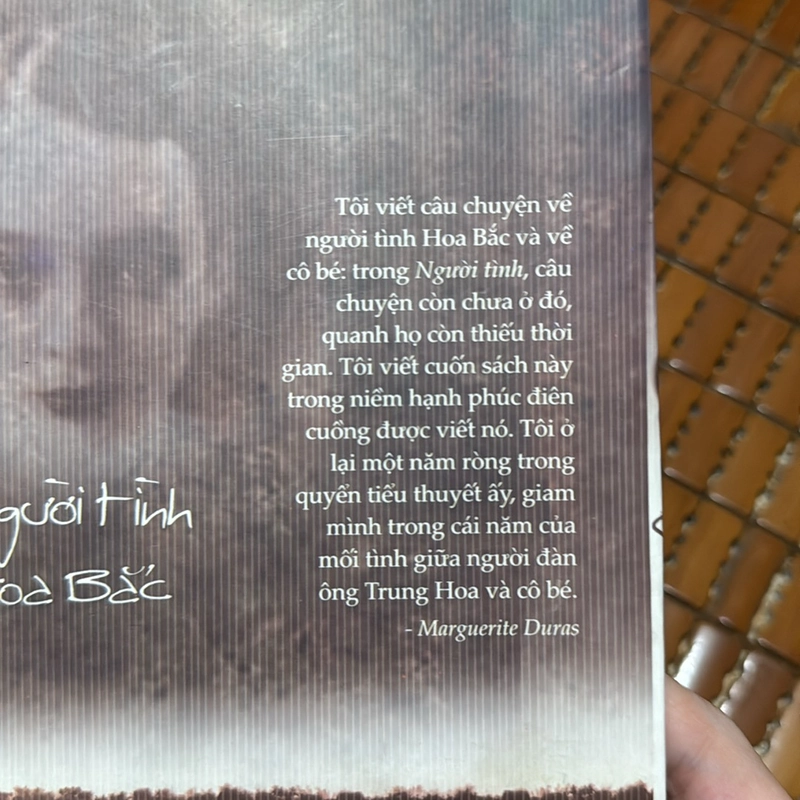 Tôi viết câu chuyện về
người tình Hoa Bắc và về
cô bé: trong Người tình, câu
chuyện còn chưa ở đó,
quanh họ còn thiếu thời
gian. Tôi viết cuốn sách này
trong niềm hạnh phúc điên
cuồng được viết nó. Tôi ở
lại một năm ròng trong
quyển tiểu thuyết ấy, giam
mình trong cái năm của
mối tình giữa người đàn
ông Trung Hoa và cô bé.
- Marguerite Duras
gười tình
oa Bắc